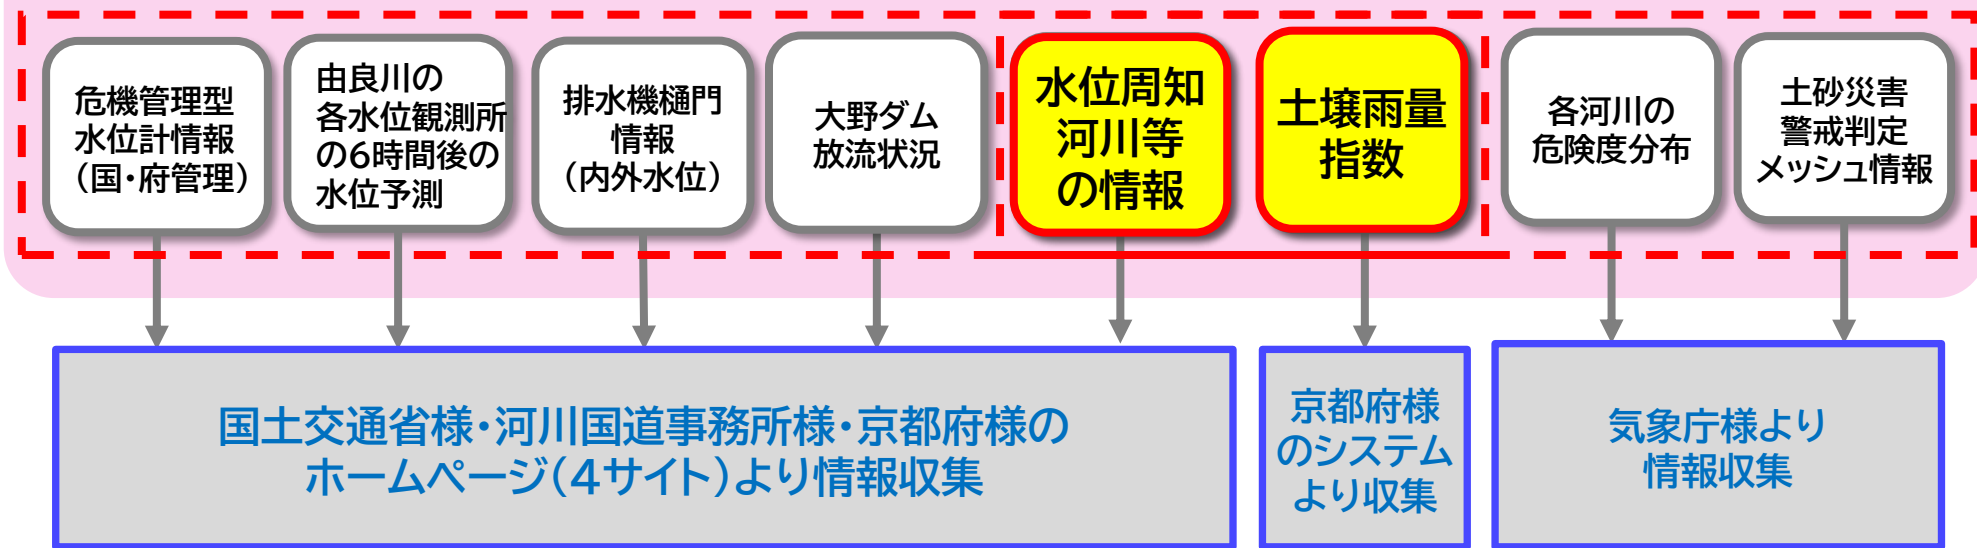 危機管理型
水位計情報
（国・府管理）
由良川の
各水位観測所
の6時間後の
水位予測
排水機樋門
情報
（内外水位）
大野ダム
放流状況
水位周知
河川等
の情報
土壌雨量
指数
各河川の
危険度分布
土砂災害
警戒判定
メッシュ情報
国土交通省様・河川国道事務所様・京都府様の
ホームページ（4サイト）より情報収集
京都府様
のシステム
より収集
気象庁様より
情報収集